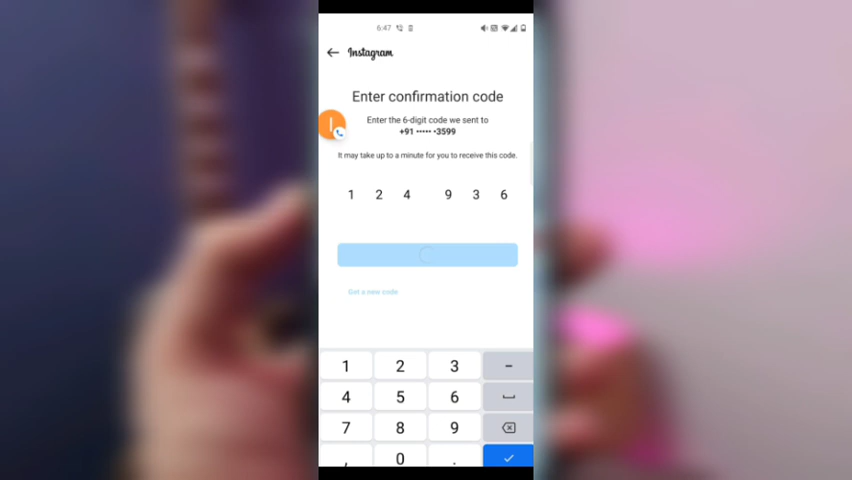 6:47
Instagram
Enter confirmation code
I
Enter the 6-digit code we sent to
+91 ••••• •3599
It may take up to a minute for you to receive this code.
1 2 4 9 3 6
Get a new code
1 2 3 -
4 5 6
7 8 9
, 0 .